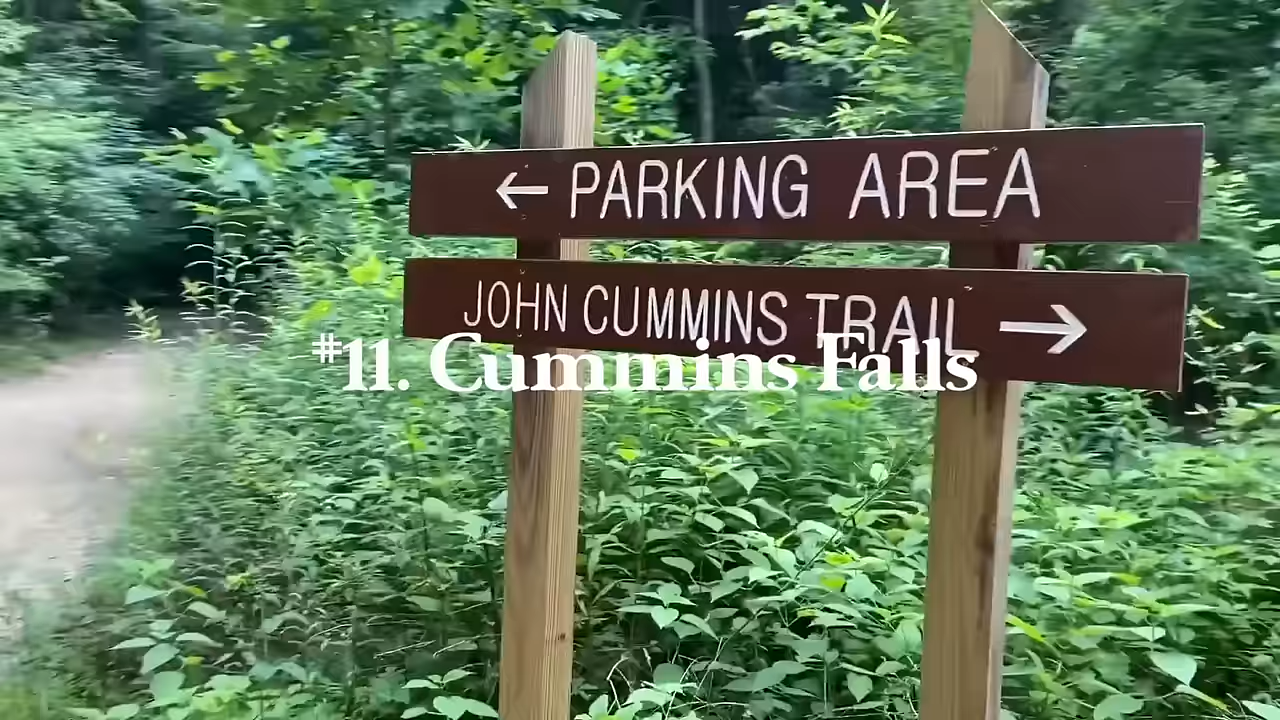 ← PARKING AREA
JOHN CUMMINS TRAIL →
#11. Cummins Falls